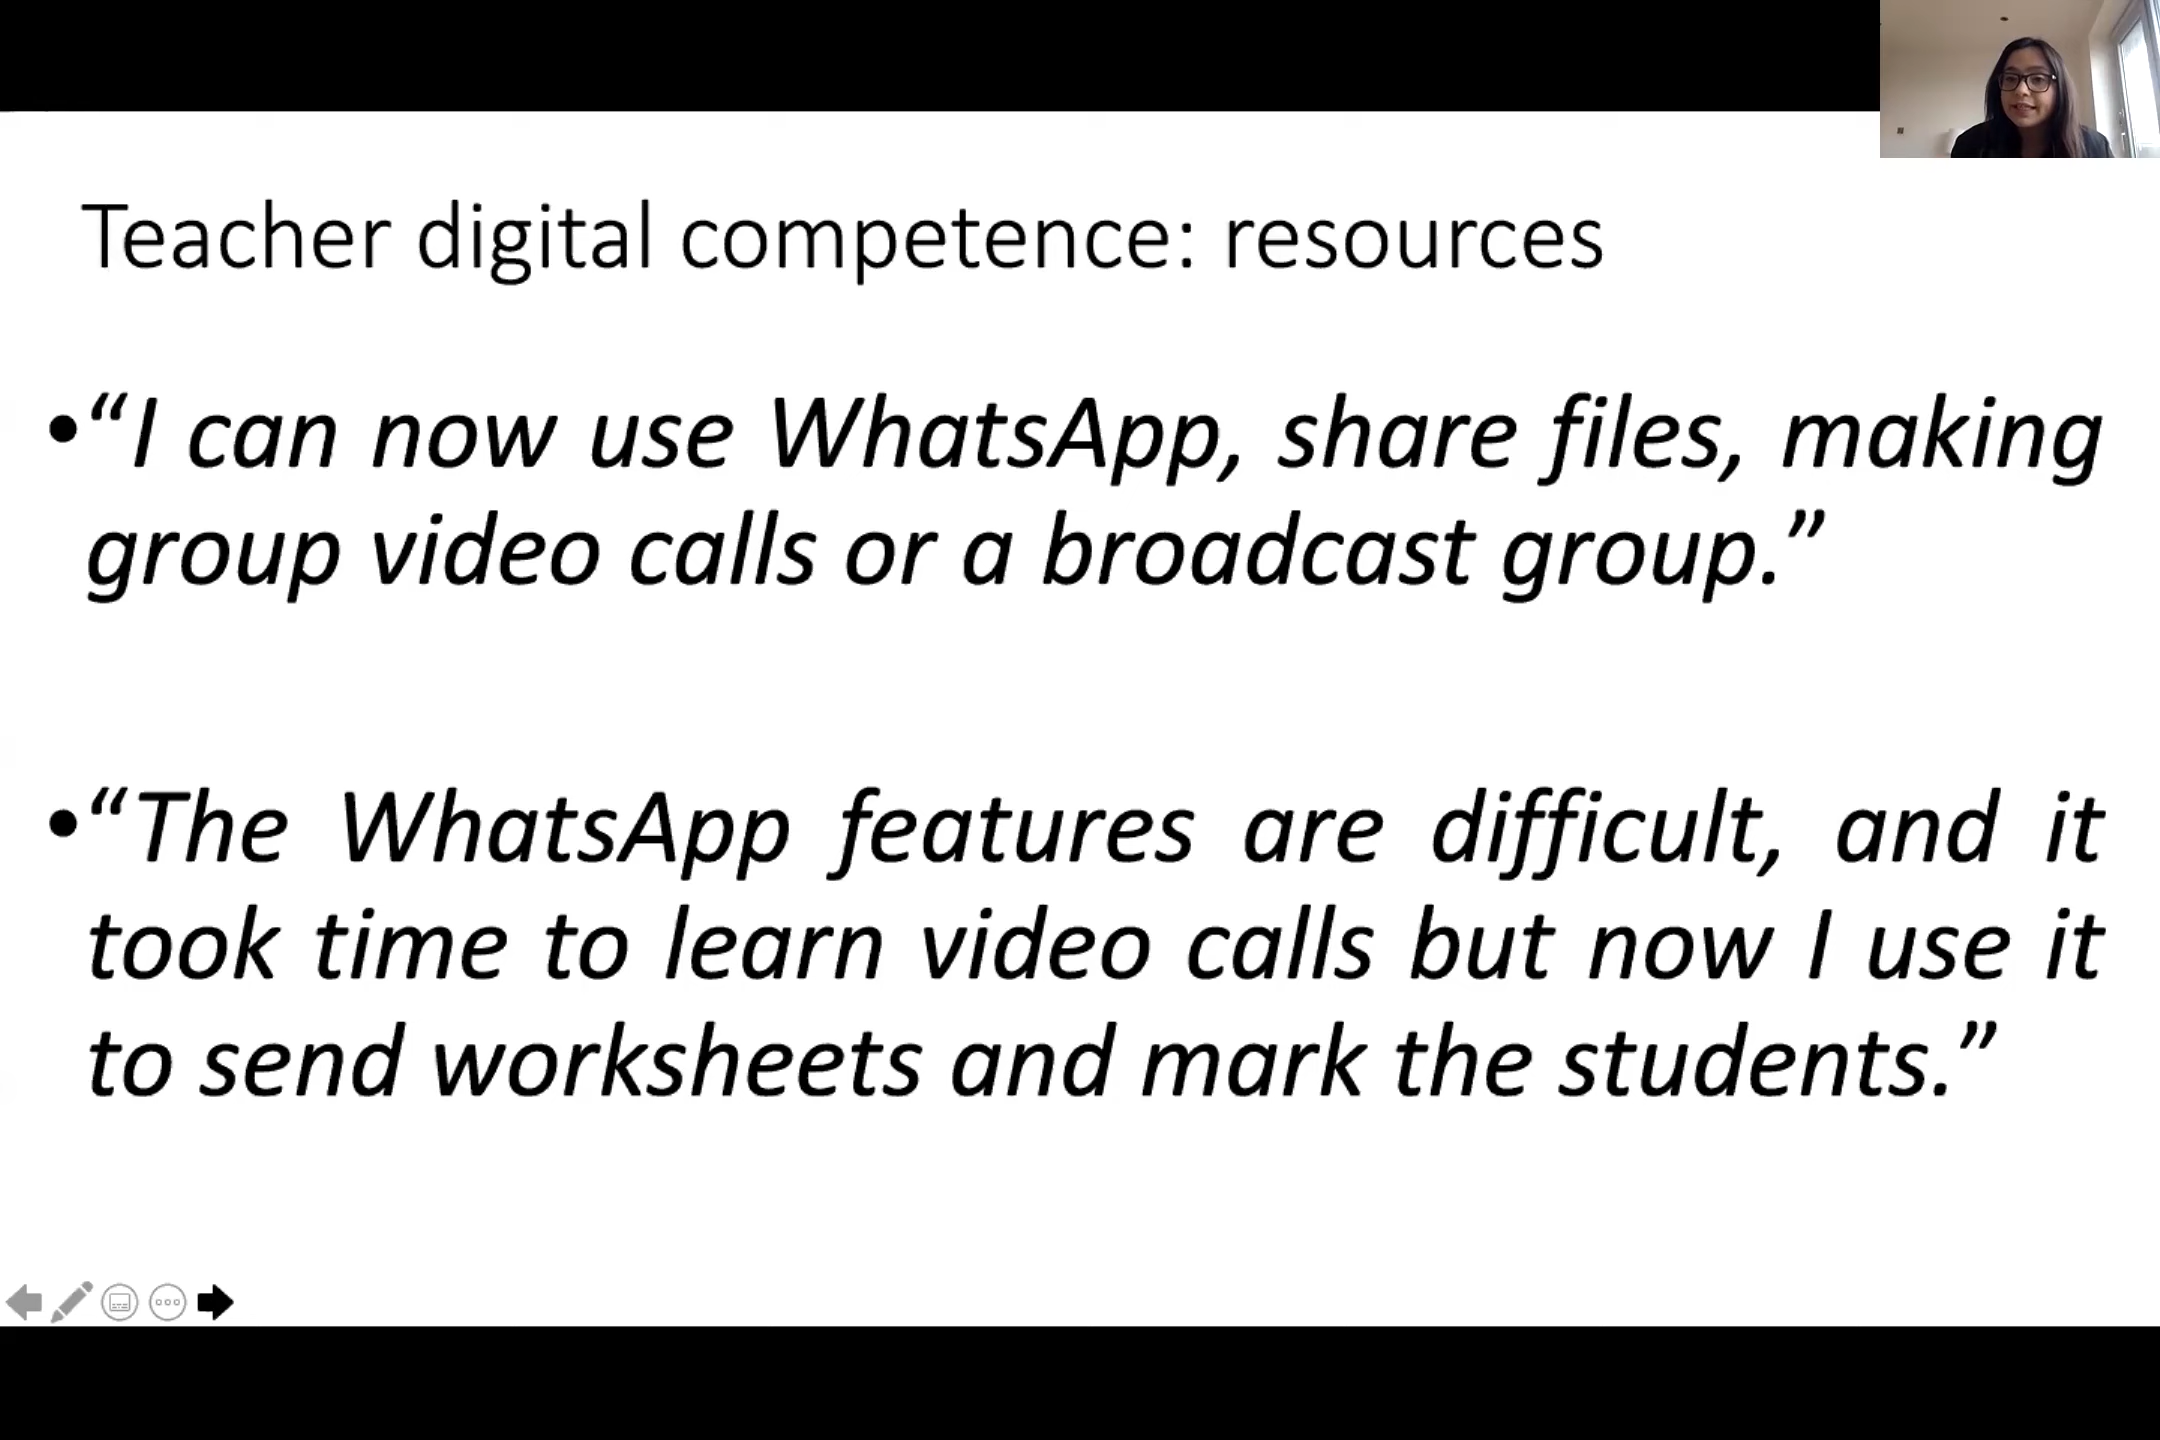 Teacher digital competence: resources
•“I can now use WhatsApp, share files, making
group video calls or a broadcast group.”
•“The WhatsApp features are difficult, and it
took time to learn video calls but now I use it
to send worksheets and mark the students.”